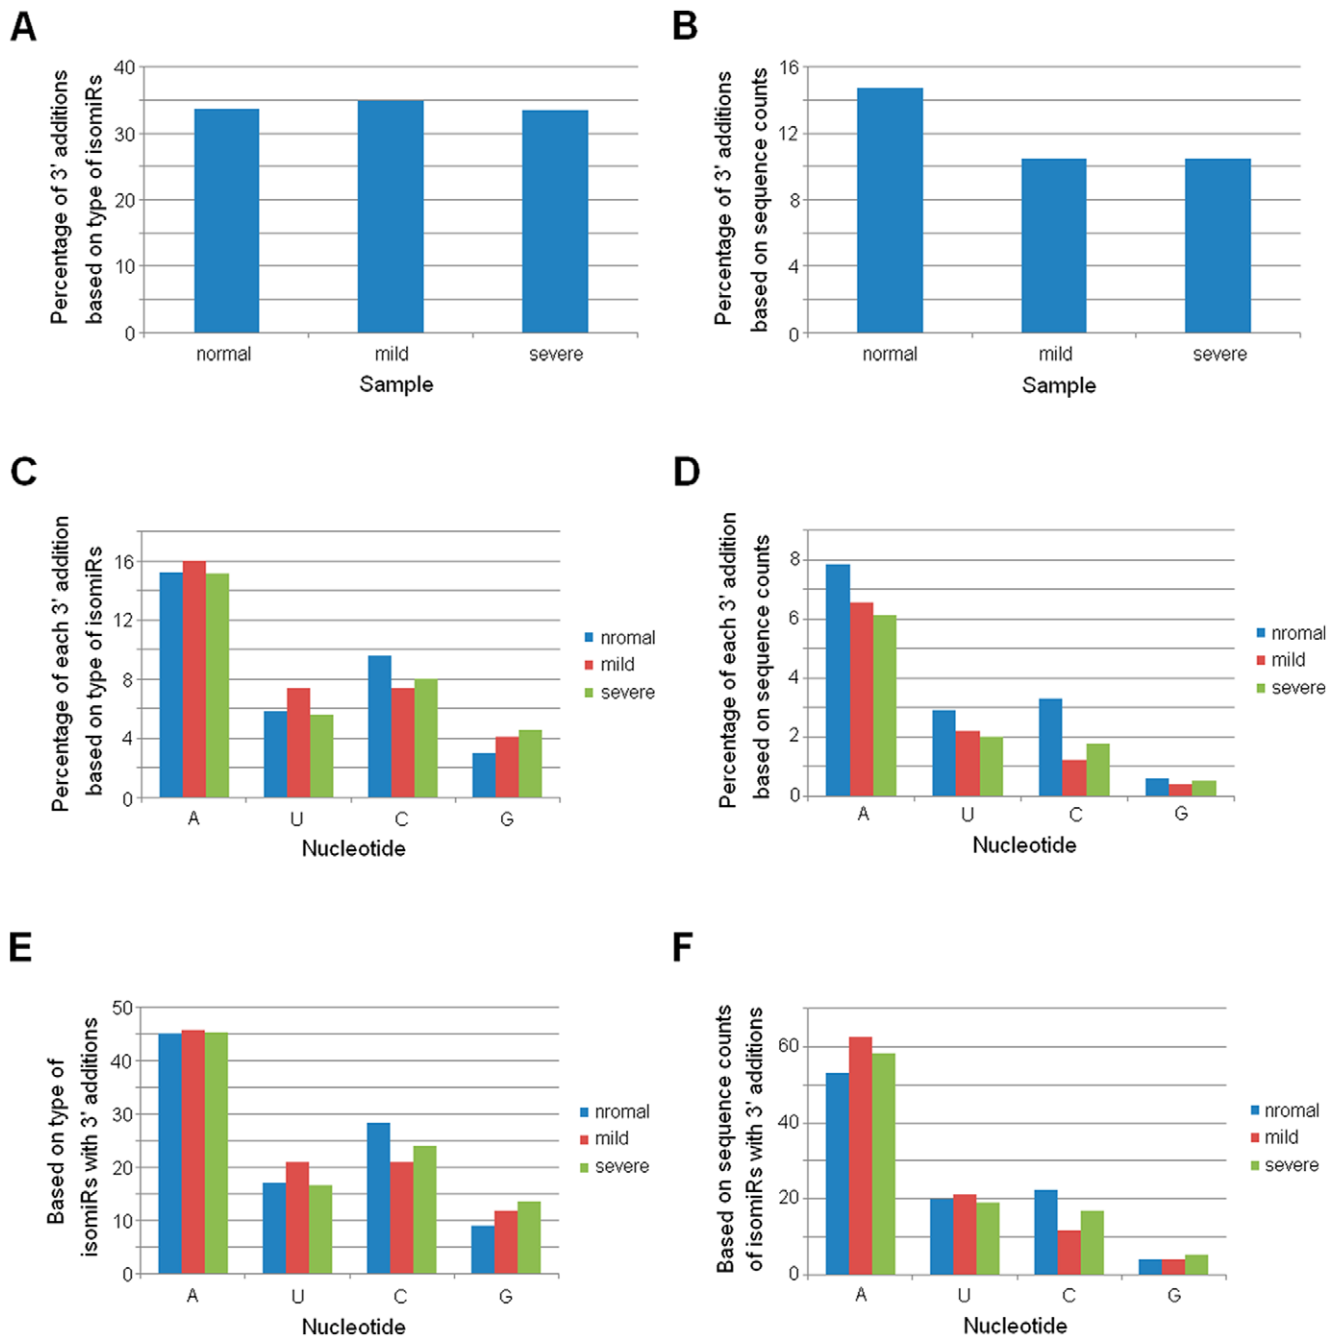 A
Percentage of 3' additions
based on type of isomiRs
40
30
20
10
0
normal mild severe
Sample
B
Percentage of 3' additions
based on sequence counts
16
12
8
4
0
normal mild severe
Sample
C
Percentage of each 3' addition
based on type of isomiRs
16
12
8
4
0
A U C G
Nucleotide
nromal
mild
severe
D
Percentage of each 3' addition
based on sequence counts
8
6
4
2
0
A U C G
Nucleotide
nromal
mild
severe
E
Based on type of
isomiRs with 3' additions
50
40
30
20
10
0
A U C G
Nucleotide
nromal
mild
severe
F
Based on sequence counts
of isomiRs with 3' additions
60
40
20
0
A U C G
Nucleotide
nromal
mild
severe